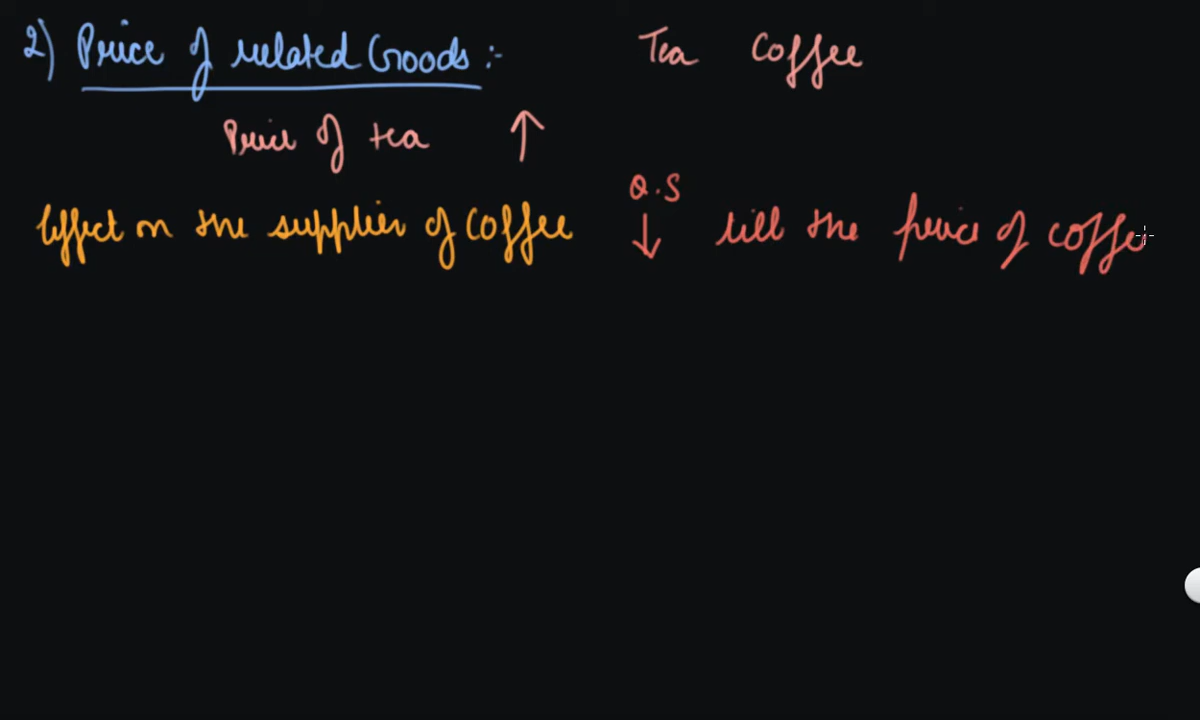 2) Price of related Goods :- Tea Coffee
Price of tea ↑
Effect on the supplier of Coffee Q.S ↓ till the price of coffee